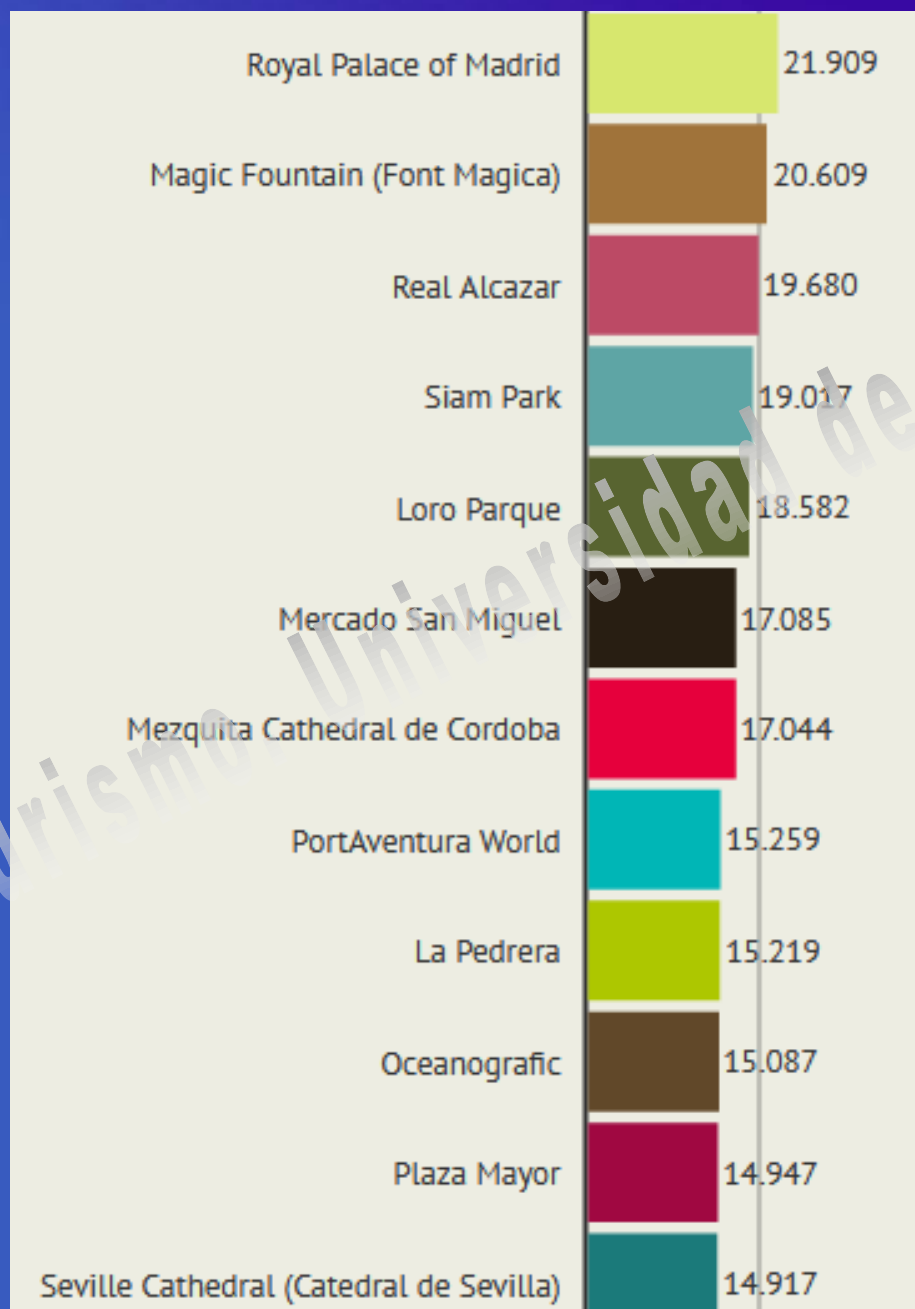 Royal Palace of Madrid 21.909
Magic Fountain (Font Magica) 20.609
Real Alcazar 19.680
Siam Park 19.017
Loro Parque 18.582
Mercado San Miguel 17.085
Mezquita Cathedral de Cordoba 17.044
PortAventura World 15.259
La Pedrera 15.219
Oceanografic 15.087
Plaza Mayor 14.947
Seville Cathedral (Catedral de Sevilla) 14.917
urismo, Universidad de